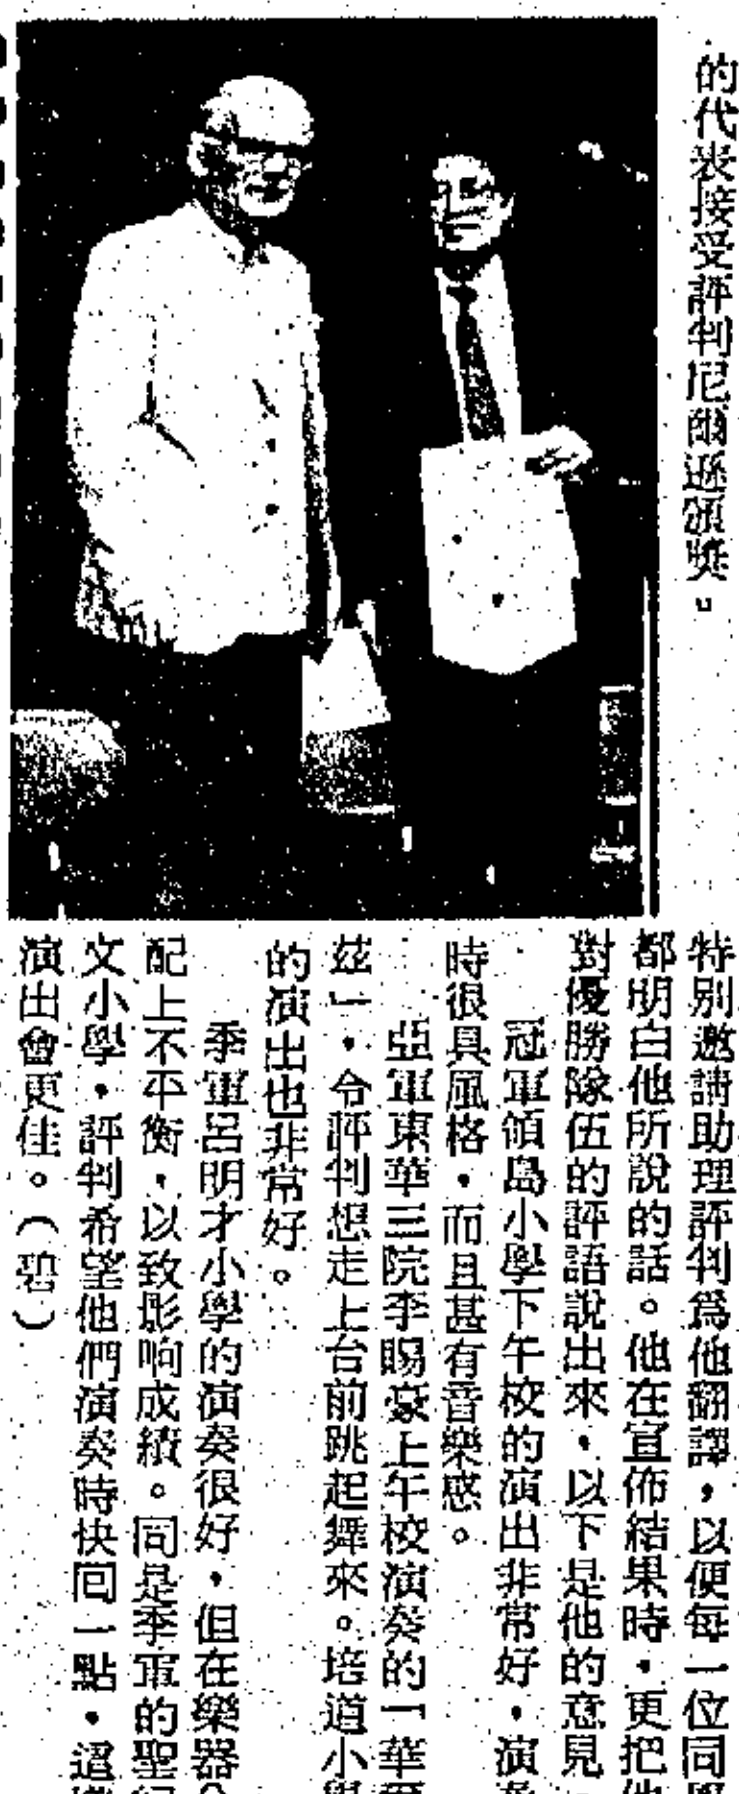 的代表接受評判尼爾遜頒獎。
特別邀請助理評判爲他翻譯，以便每一位同
都明白他所說的話。他在宣佈結果時，更把他
對優勝隊伍的評語說出來，以下是他的意見。
冠軍領島小學下午校的演出非常好，演奏
時很具風格，而且甚有音樂感。
亞軍東華三院李賜豪上午校演奏的「華爾
兹」，令評判想走上台前跳起舞來。培道小學
的演出也非常好。
季軍呂明才小學的演奏很好，但在樂器分
配上不平衡，以致影响成績。同是季軍的聖紀
文小學，評判希望他們演奏時快囘一點，這樣
演出會更佳。（碧）